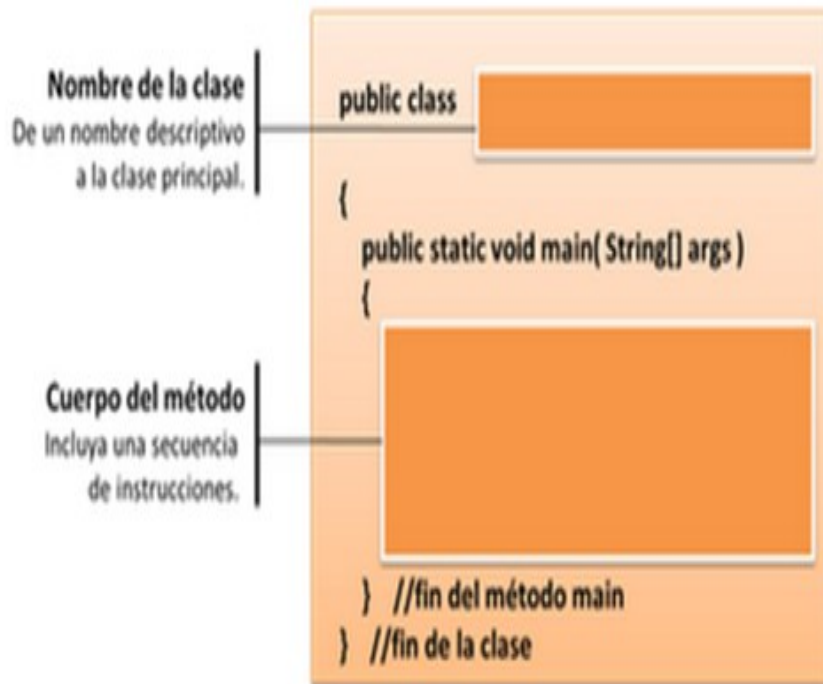 Nombre de la clase
De un nombre descriptivo
a la clase principal.
public class
{
public static void main( String[] args )
{
Cuerpo del método
Incluya una secuencia
de instrucciones.
} //fin del método main
} //fin de la clase